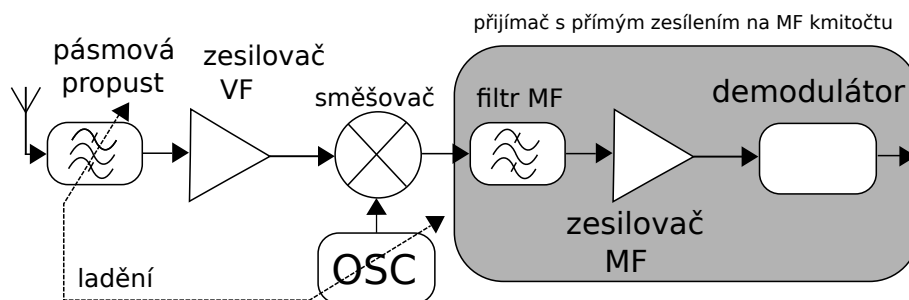 přijímač s přímým zesílením na MF kmitočtu
pásmová
propust
zesilovač
VF
směšovač
filtr MF
demodulátor
zesilovač
MF
OSC
ladění